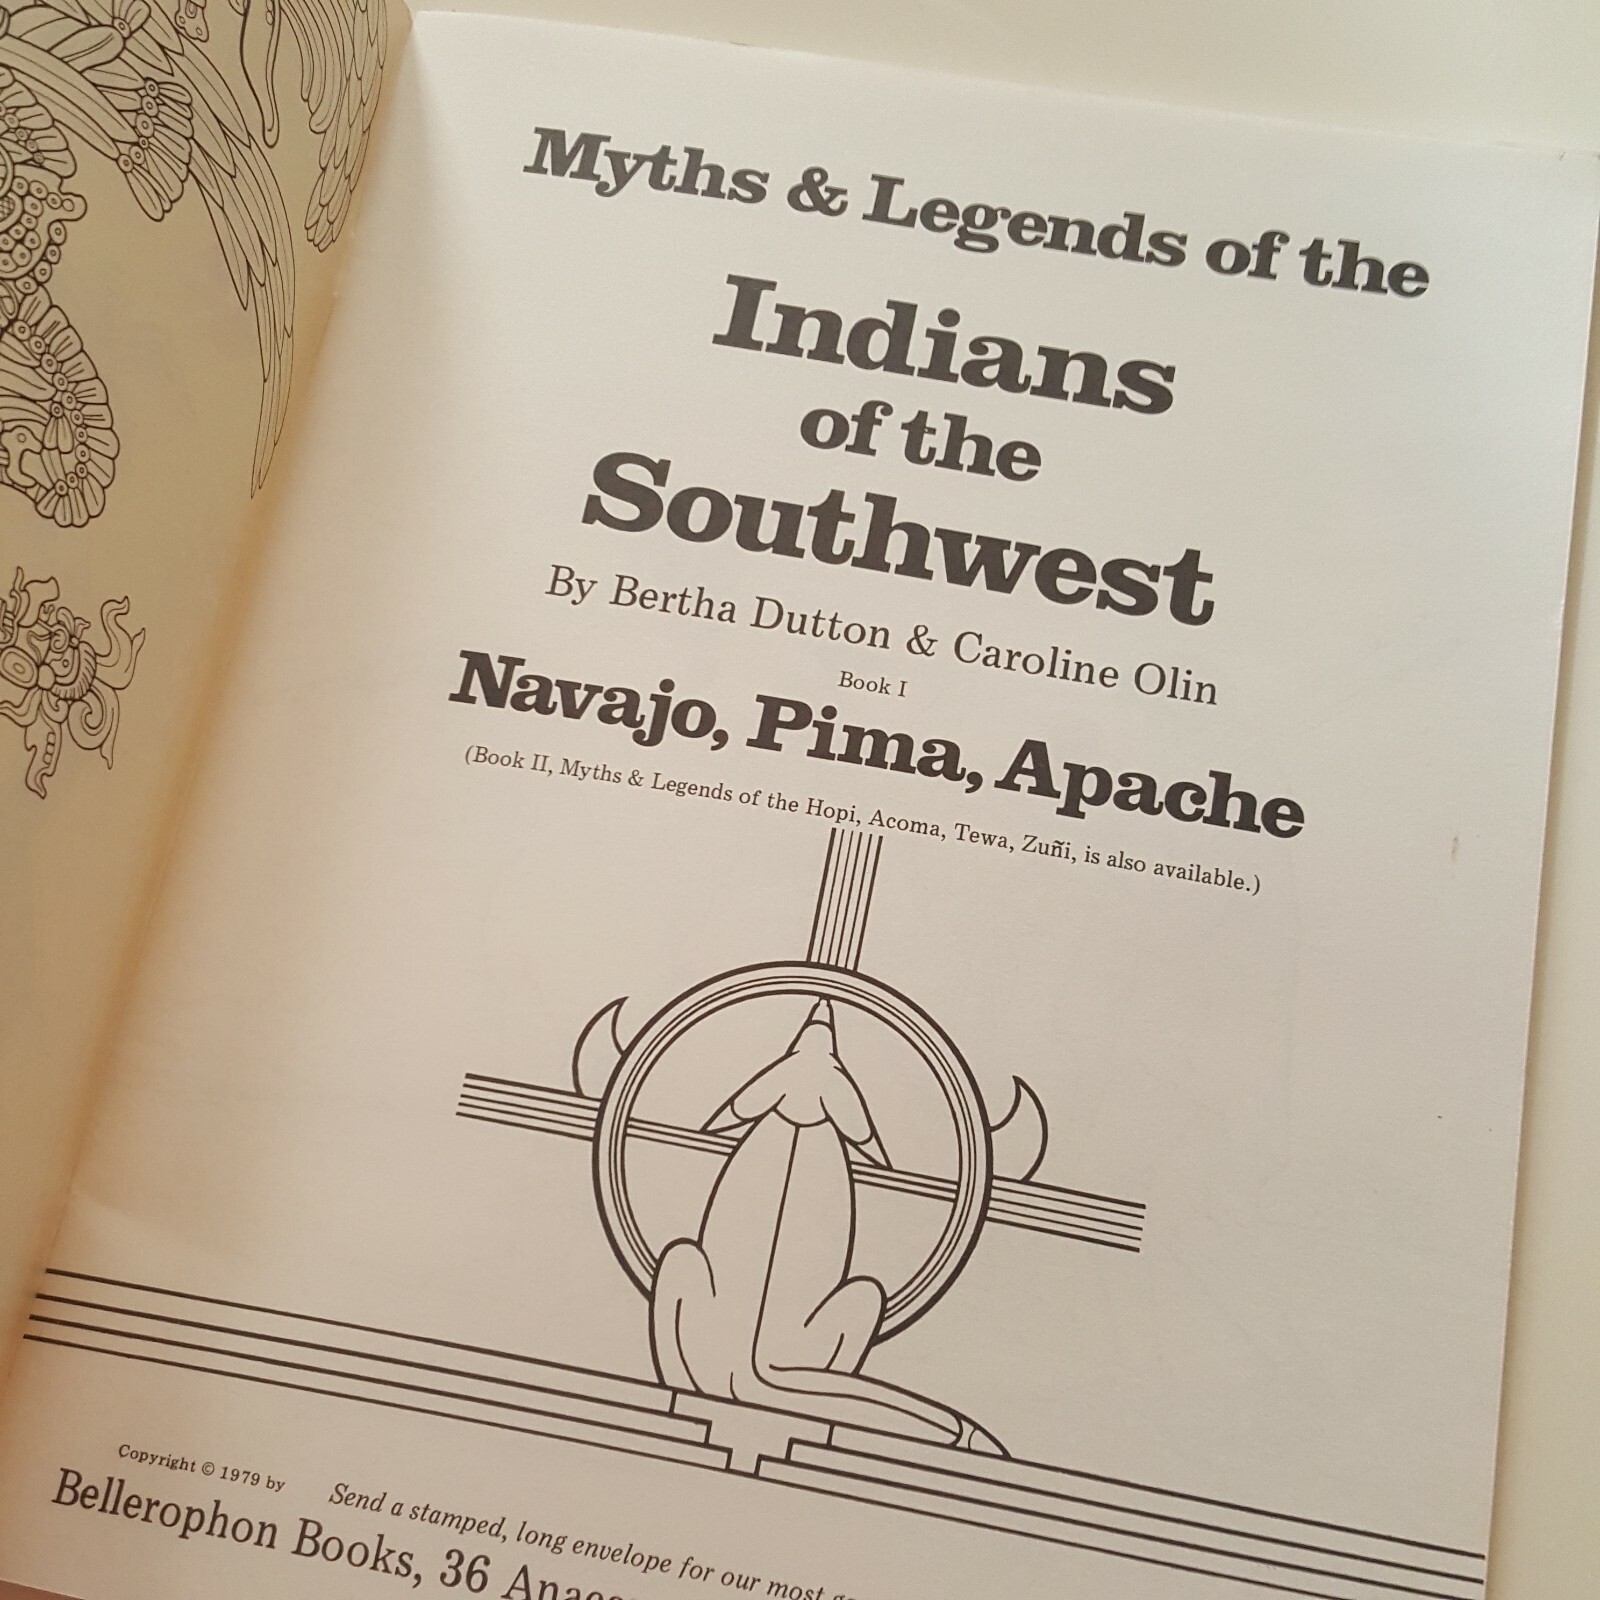 Myths & Legends of the
Indians
of the
Southwest
By Bertha Dutton & Caroline Olin
Book I
Navajo, Pima, Apache
(Book II, Myths & Legends of the Hopi, Acoma, Tewa, Zuñi, is also available.)
Copyright © 1979 by
Send a stamped, long envelope for our most
Bellerophon Books, 36